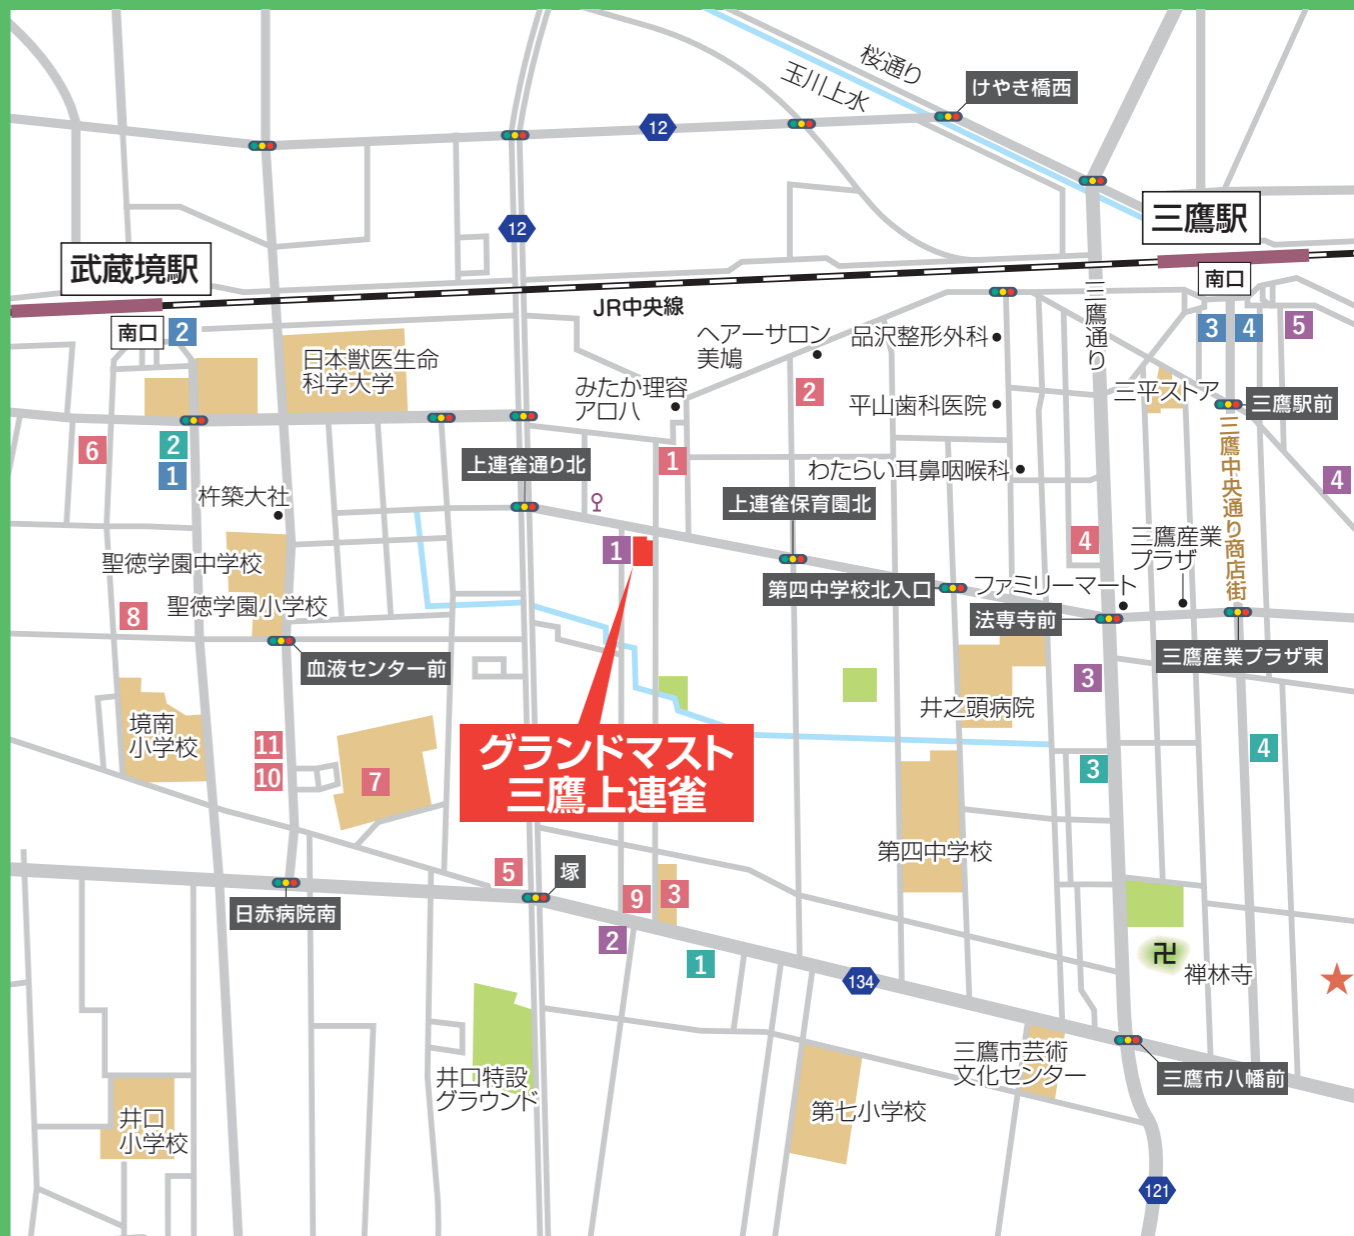 桜通り
玉川上水
けやき橋西
12
12
三鷹駅
南口
武蔵境駅
南口
2
JR中央線
三鷹通り
3
4
5
日本獣医生命
科学大学
ヘアーサロン
美鳩
品沢整形外科
みたか理容
アロハ
2
平山歯科医院
三平ストア
三鷹駅前
三鷹中央通り商店街
6
2
1
上連雀通り北
1
わたらい耳鼻咽喉科
4
杵築大社
上連雀保育園北
4
三鷹産業
プラザ
聖徳学園中学校
1
第四中学校北入口
ファミリーマート
聖徳学園小学校
8
法専寺前
血液センター前
三鷹産業プラザ東
3
境南
小学校
井之頭病院
11
10
7
グランドマスト
三鷹上連雀
3
4
第四中学校
5
塚
9
3
日赤病院南
2
1
134
卍
禅林寺
井口特設
グラウンド
三鷹市芸術
文化センター
三鷹市八幡前
井口
小学校
第七小学校
121